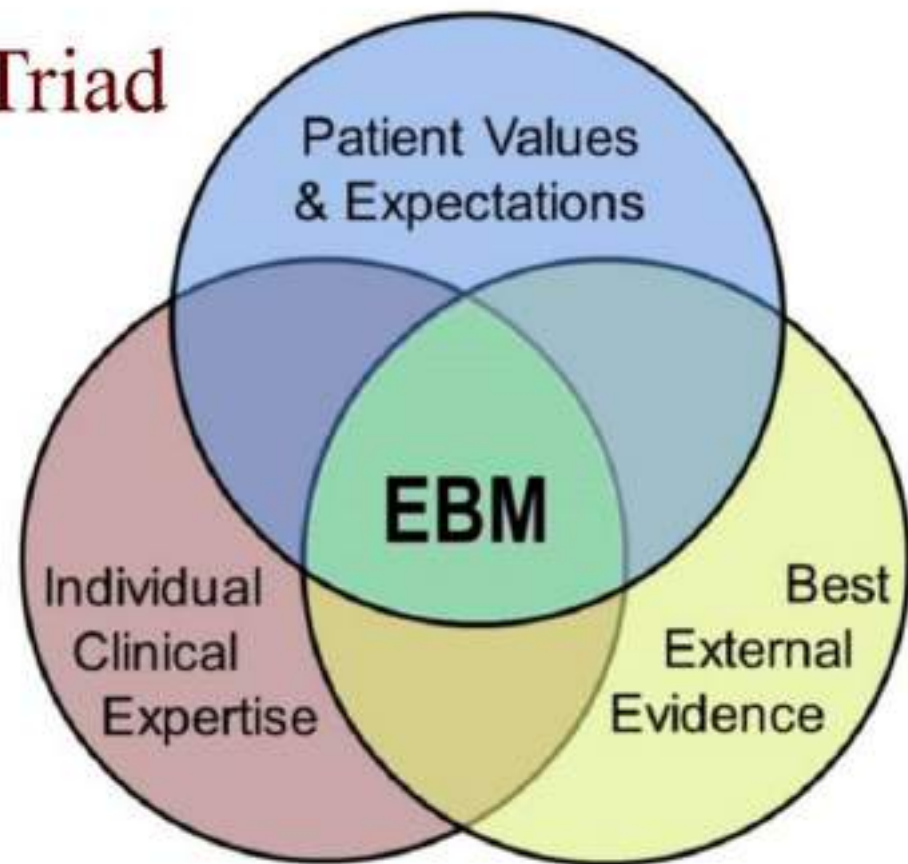 Triad
Patient Values
& Expectations
EBM
Individual
Clinical
Expertise
Best
External
Evidence